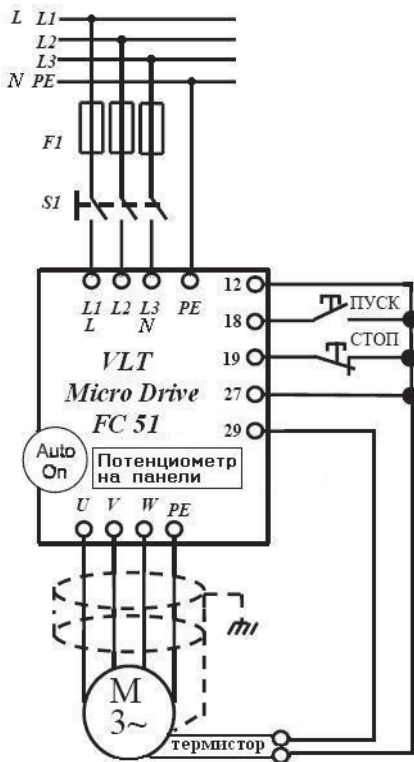 L L1
L2
L3
N PE
F1
S1
L1 L2 L3 PE
L N
12
18 ПУСК
19 СТОП
27
29
VLT
Micro Drive
FC 51
Auto
On
Потенциометр
на панели
U V W PE
M
3~
термистор